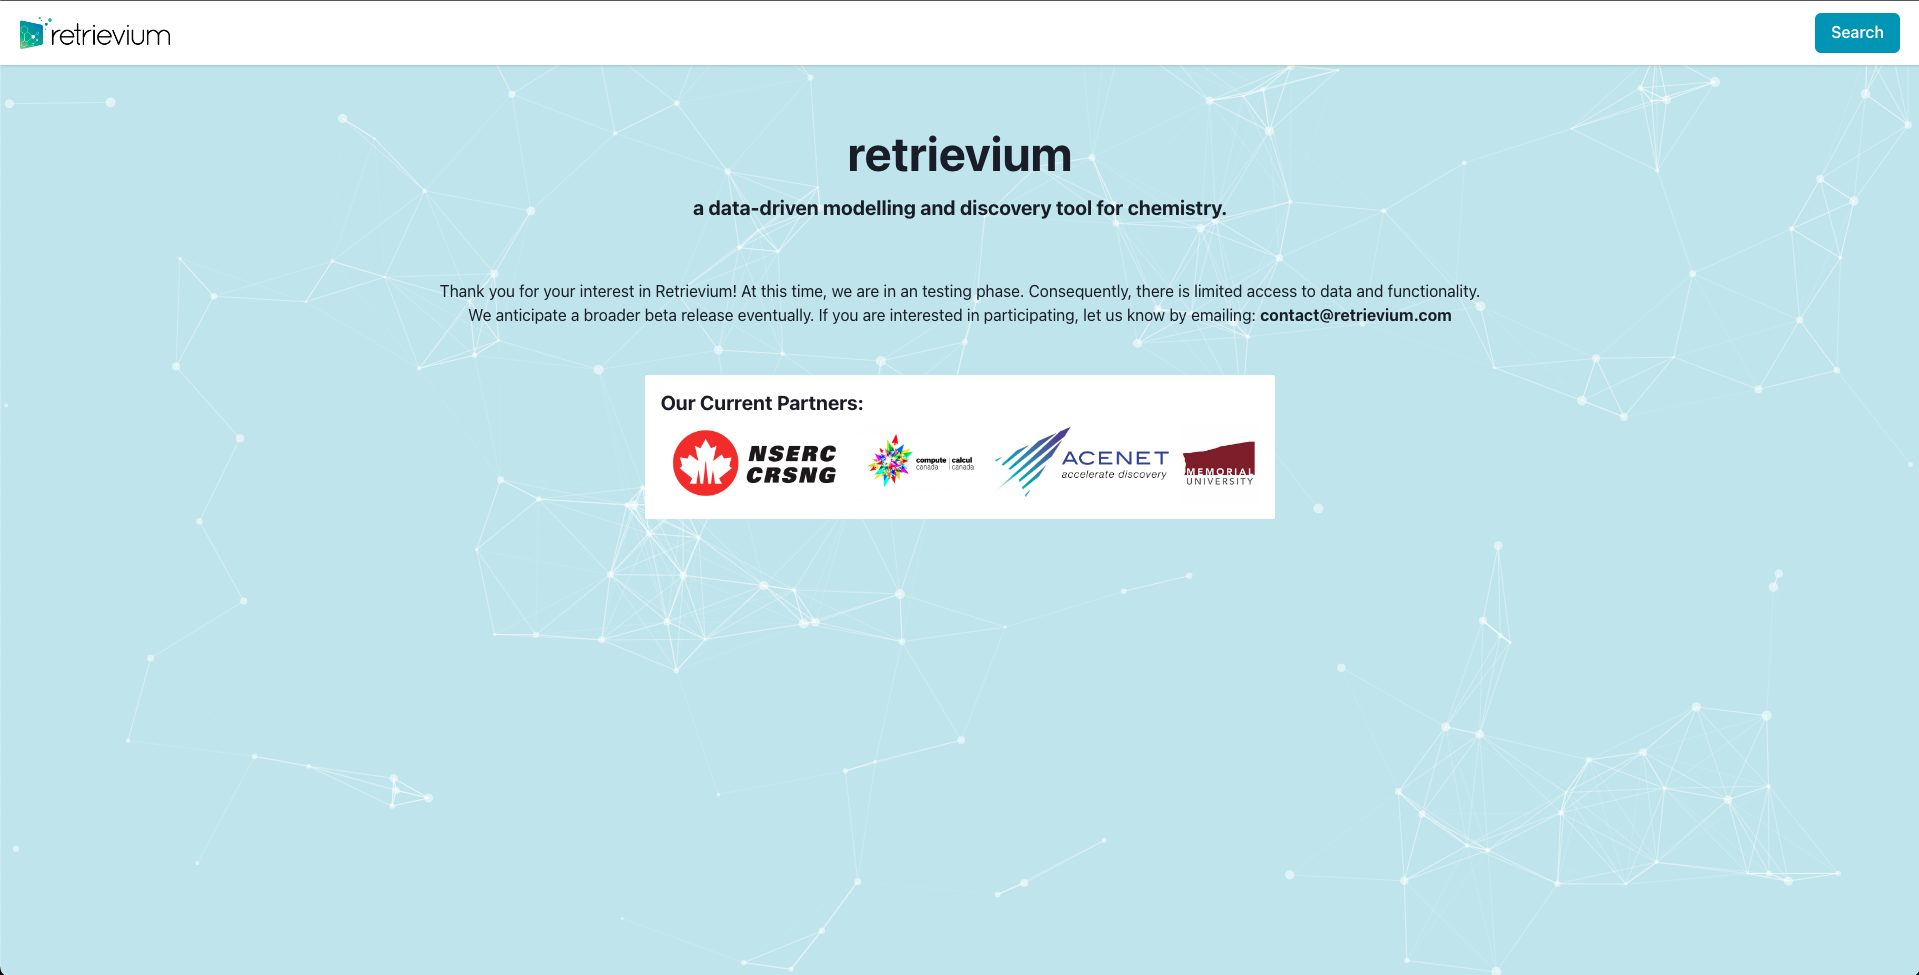 retrievium
Search
retrievium
a data-driven modelling and discovery tool for chemistry.
Thank you for your interest in Retrievium! At this time, we are in an testing phase. Consequently, there is limited access to data and functionality.
We anticipate a broader beta release eventually. If you are interested in participating, let us know by emailing: contact@retrievium.com
Our Current Partners:
NSERC
CRSNG
compute | calcul
canada | canada
ACENET
accelerate discovery
MEMORIAL
UNIVERSITY